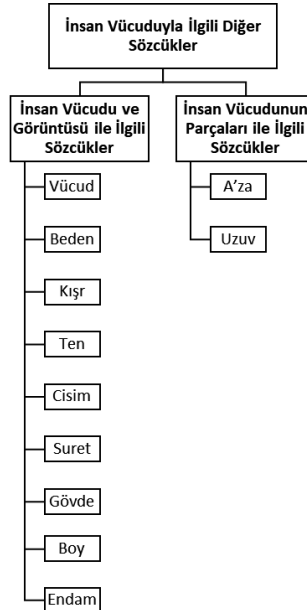 İnsan Vücuduyla İlgili Diğer
Sözcükler
İnsan Vücudu ve
Görüntüsü ile İlgili
Sözcükler
Vücud
Beden
Kışr
Ten
Cisim
Suret
Gövde
Boy
Endam
İnsan Vücudunun
Parçaları ile İlgili
Sözcükler
A’za
Uzuv